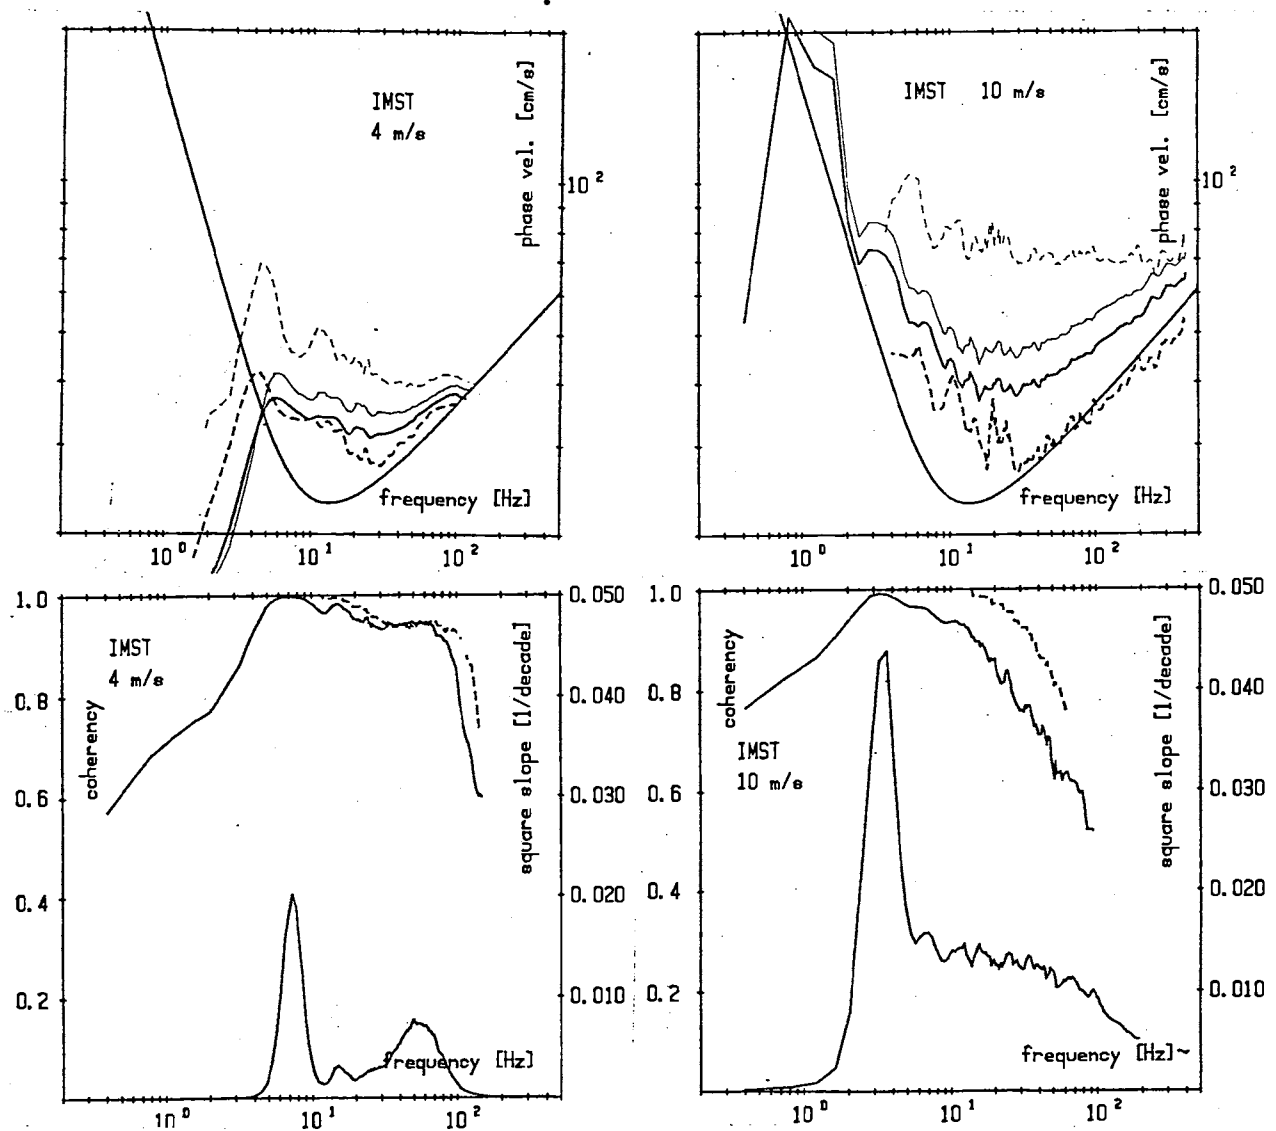 IMST
4 m/s
phase vel. [cm/s]
10²
frequency [Hz]
10⁰
10¹
10²
IMST 10 m/s
phase vel. [cm/s]
10²
frequency [Hz]
10⁰
10¹
10²
1.0
0.8
0.6
0.4
0.2
coherency
IMST
4 m/s
0.050
0.040
0.030
0.020
0.010
square slope [1/decade]
frequency [Hz]
10⁰
10¹
10²
1.0
0.8
0.6
0.4
0.2
coherency
IMST
10 m/s
0.050
0.040
0.030
0.020
0.010
square slope [1/decade]
frequency [Hz]~
10⁰
10¹
10²